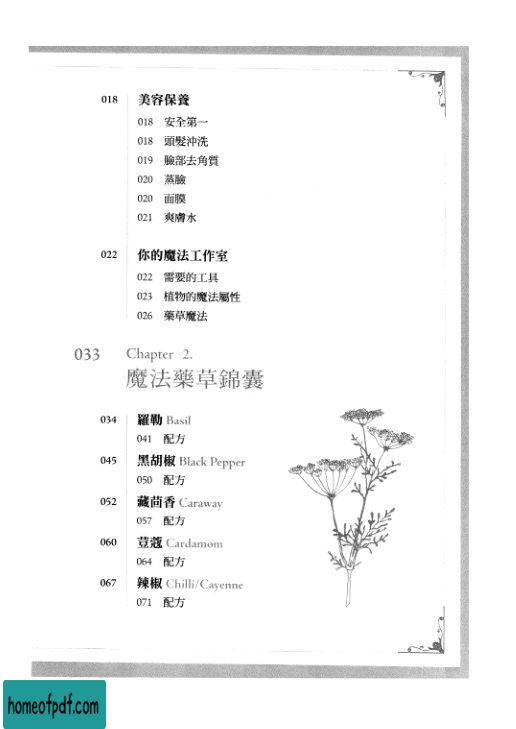 018 美容保養
018 安全第一
018 頭髮沖洗
019 臉部去角質
020 蒸臉
020 面膜
021 爽膚水
022 你的魔法工作室
022 需要的工具
023 植物的魔法屬性
026 藥草魔法
033 Chapter 2.
魔法藥草錦囊
034 羅勒 Basil
041 配方
045 黑胡椒 Black Pepper
050 配方
052 藏茴香 Caraway
057 配方
060 荳蔻 Cardamom
064 配方
067 辣椒 Chilli/Cayenne
071 配方
homeofpdf.com